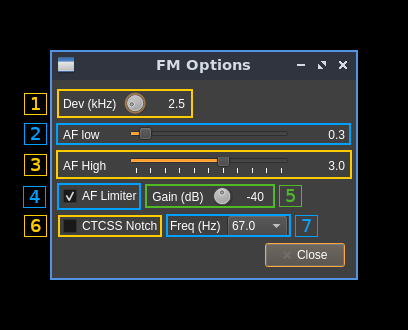 FM Options
1 Dev (kHz) 2.5
2 AF low 0.3
3 AF High 3.0
4 AF Limiter Gain (dB) -40 5
6 CTCSS Notch Freq (Hz) 67.0 7
Close